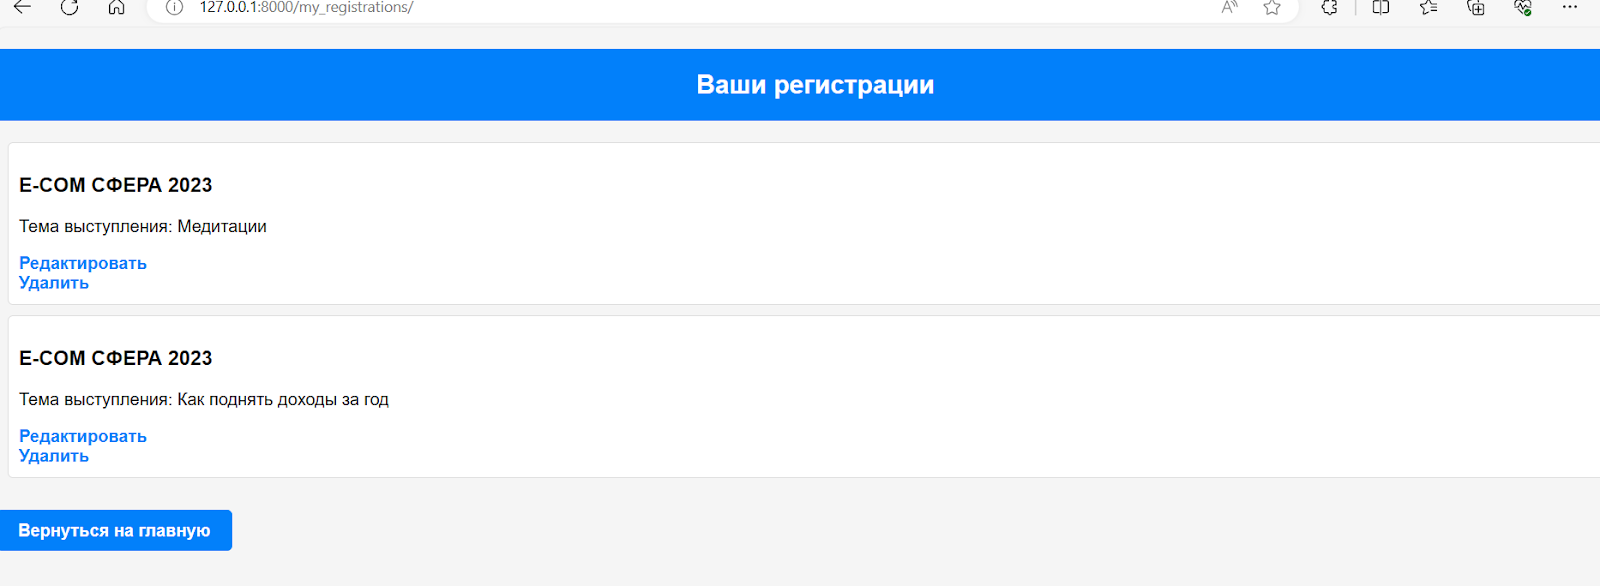 127.0.0.1:8000/my_registrations/
Ваши регистрации
E-COM СФЕРА 2023
Тема выступления: Медитации
Редактировать
Удалить
E-COM СФЕРА 2023
Тема выступления: Как поднять доходы за год
Редактировать
Удалить
Вернуться на главную